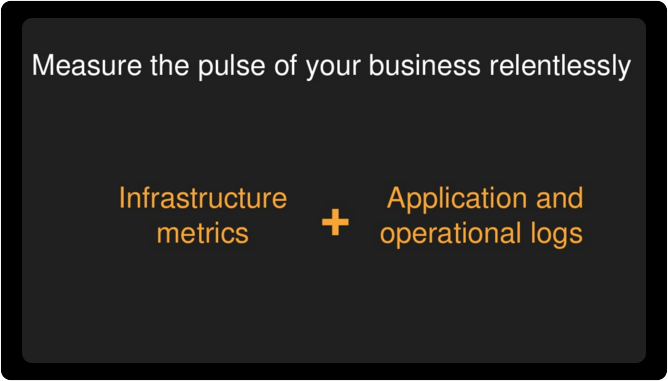 Measure the pulse of your business relentlessly
Infrastructure
metrics
+
Application and
operational logs